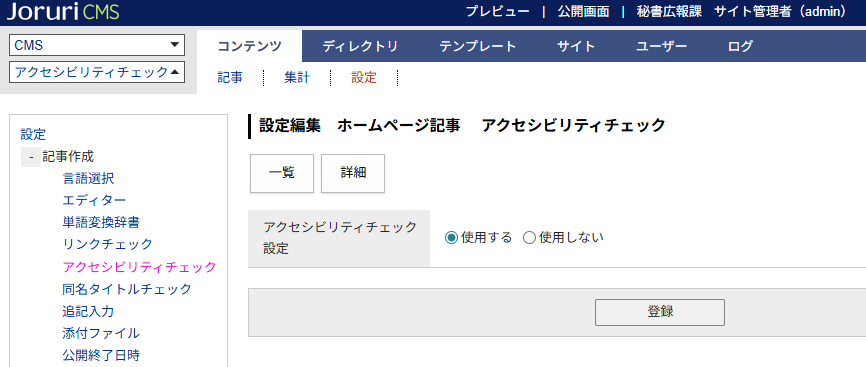 Joruri CMS
プレビュー | 公開画面 | 秘書広報課 サイト管理者（admin）
CMS
コンテンツ ディレクトリ テンプレート サイト ユーザー ログ
アクセシビリティチェック
記事 集計 設定
設定
- 記事作成
言語選択
エディター
単語変換辞書
リンクチェック
アクセシビリティチェック
同名タイトルチェック
追記入力
添付ファイル
公開終了日時
設定編集 ホームページ記事 アクセシビリティチェック
一覧 詳細
アクセシビリティチェック
設定
使用する 使用しない
登録